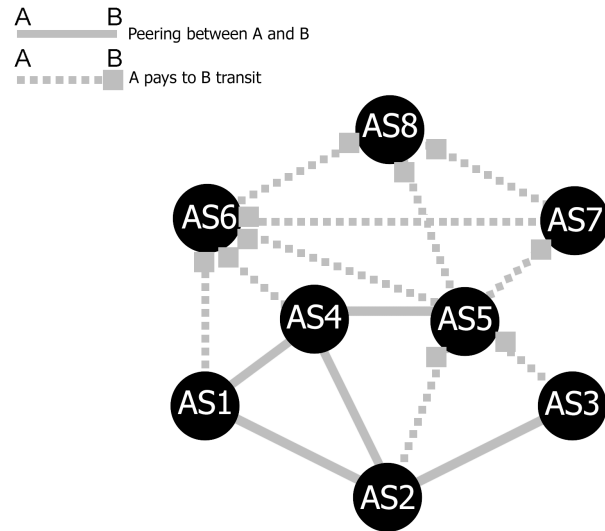 A B
Peering between A and B
A B
A pays to B transit
AS8
AS6
AS7
AS4
AS5
AS1
AS3
AS2